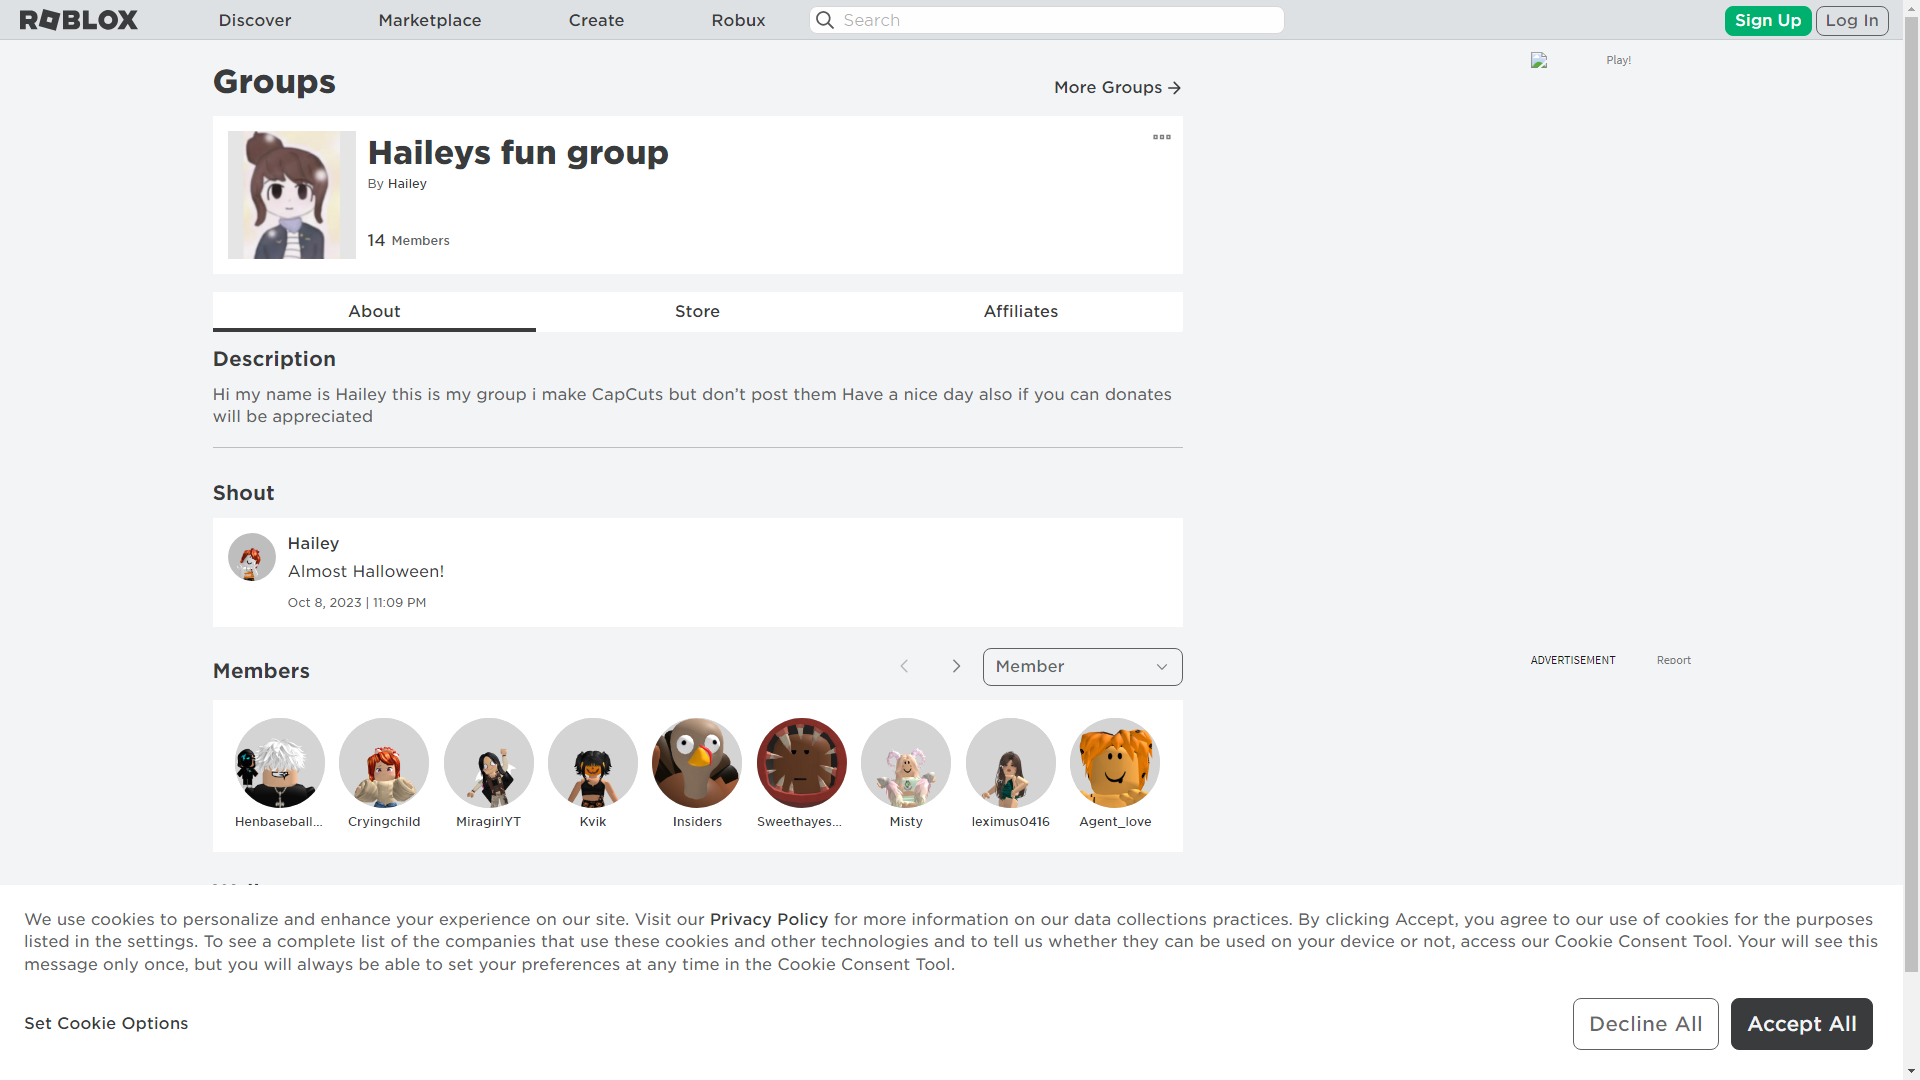 ROBLOX
Discover
Marketplace
Create
Robux
Search
Sign Up
Log In
Play!
Groups
More Groups
Haileys fun group
By Hailey
14 Members
About
Store
Affiliates
Description
Hi my name is Hailey this is my group i make CapCuts but don’t post them Have a nice day also if you can donates
will be appreciated
Shout
Hailey
Almost Halloween!
Oct 8, 2023 | 11:09 PM
ADVERTISEMENT
Report
Members
Member
Henbaseball...
Cryingchild
MiragirlYT
Kvik
Insiders
Sweethayes...
Misty
leximus0416
Agent_love
We use cookies to personalize and enhance your experience on our site. Visit our Privacy Policy for more information on our data collections practices. By clicking Accept, you agree to our use of cookies for the purposes
listed in the settings. To see a complete list of the companies that use these cookies and other technologies and to tell us whether they can be used on your device or not, access our Cookie Consent Tool. Your will see this
message only once, but you will always be able to set your preferences at any time in the Cookie Consent Tool.
Set Cookie Options
Decline All
Accept All